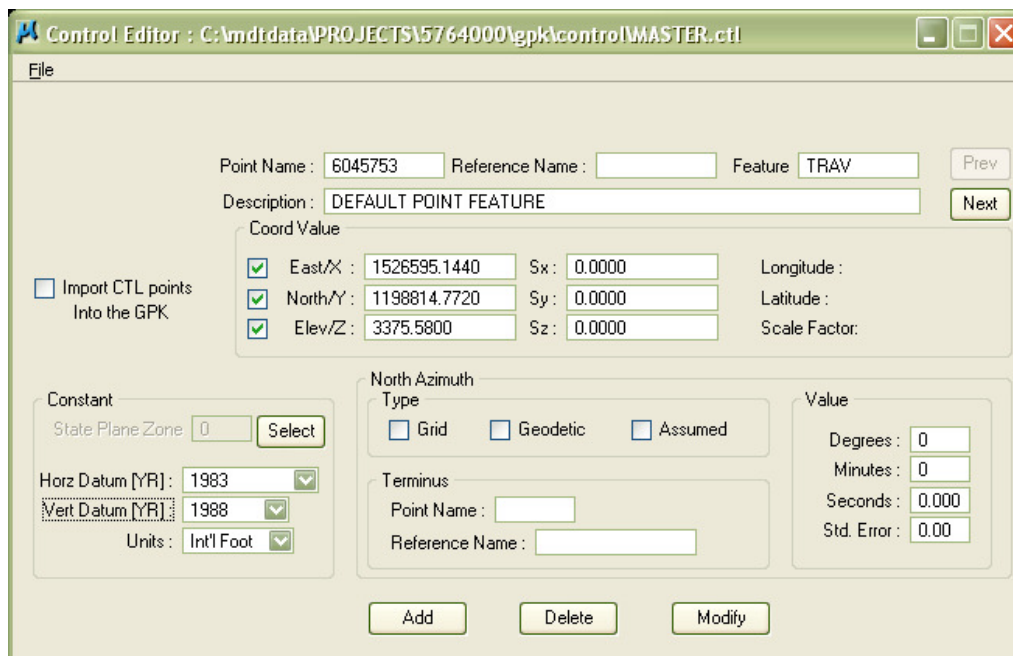 Control Editor : C:\mdtdata\PROJECTS\5764000\gpk\control\MASTER.ctl
File
Point Name : 6045753 Reference Name : Feature TRAV Prev
Description : DEFAULT POINT FEATURE Next
Coord Value
East/X : 1526595.1440 Sx : 0.0000 Longitude :
Import CTL points
Into the GPK
North/Y : 1198814.7720 Sy : 0.0000 Latitude :
Elev/Z : 3375.5800 Sz : 0.0000 Scale Factor:
Constant
State Plane Zone 0 Select
Horz Datum [YR] : 1983
Vert Datum [YR] : 1988
Units : Int'l Foot
North Azimuth
Type
Grid Geodetic Assumed
Terminus
Point Name :
Reference Name :
Value
Degrees : 0
Minutes : 0
Seconds : 0.000
Std. Error : 0.00
Add Delete Modify